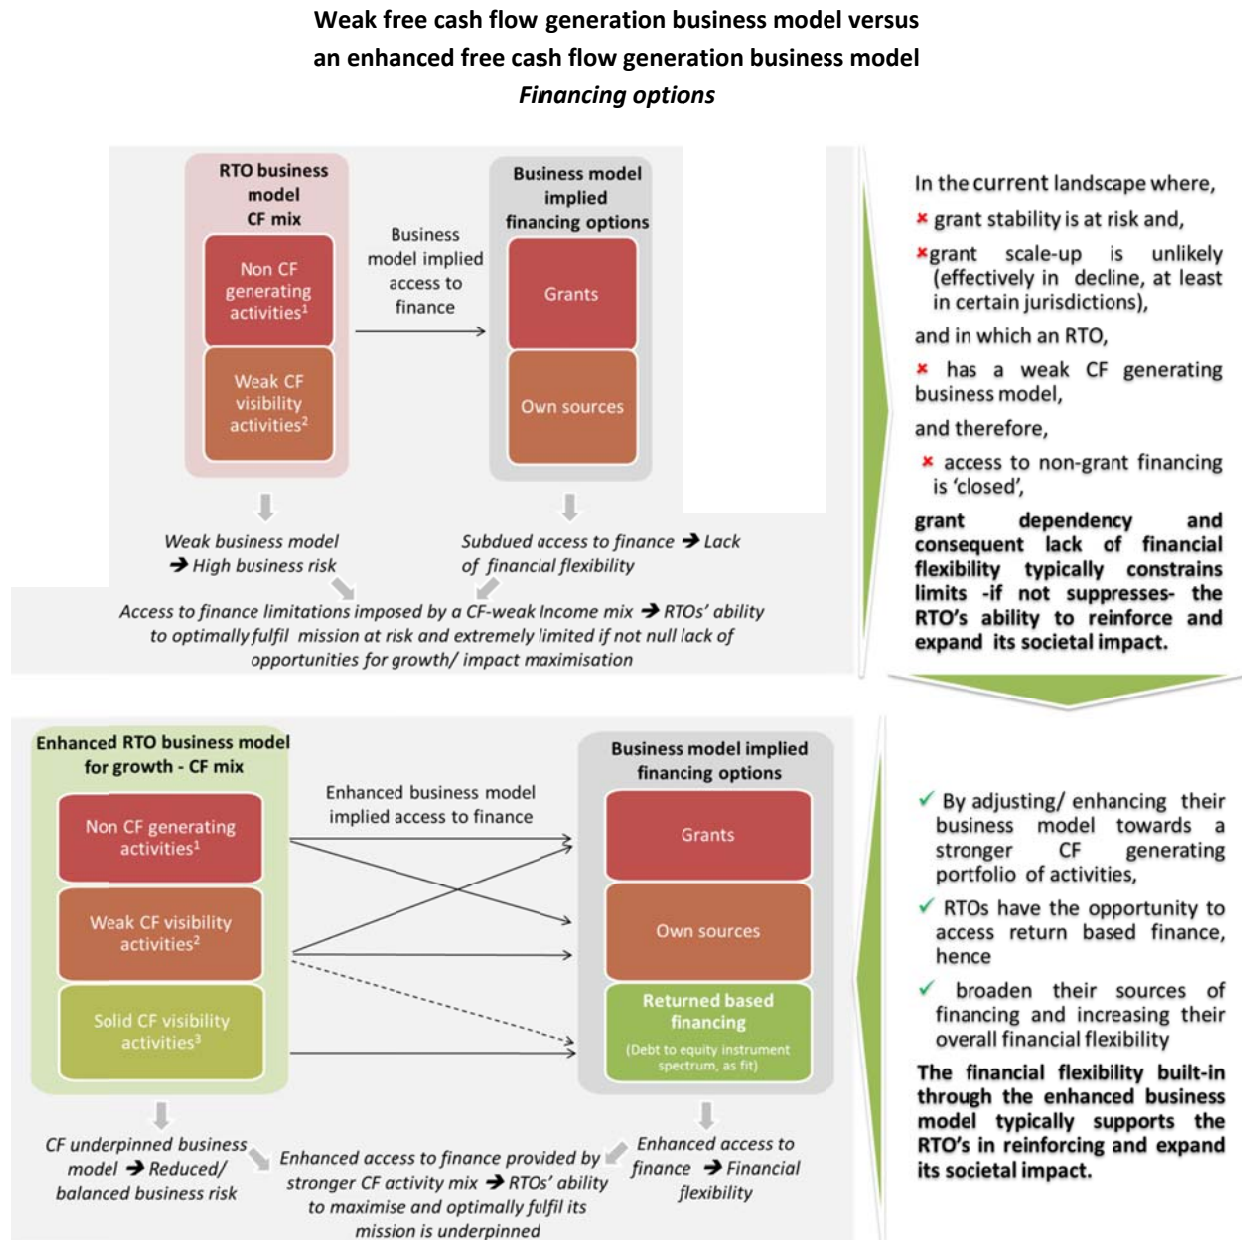 Weak free cash flow generation business model versus
an enhanced free cash flow generation business model
Financing options
RTO business
model
CF mix
Non CF
generating
activities¹
Weak CF
visibility
activities²
Business
model implied
access to
finance
Business model
implied
financing options
Grants
Own sources
Weak business model
➔ High business risk
Subdued access to finance ➔ Lack
of financial flexibility
Access to finance limitations imposed by a CF-weak Income mix ➔ RTOs' ability
to optimally fulfil mission at risk and extremely limited if not null lack of
opportunities for growth/ impact maximisation
In the current landscape where,
✘ grant stability is at risk and,
✘grant scale-up is unlikely
(effectively in decline, at least
in certain jurisdictions),
and in which an RTO,
✘ has a weak CF generating
business model,
and therefore,
✘ access to non-grant financing
is 'closed',
grant dependency and
consequent lack of financial
flexibility typically constrains
limits -if not suppresses- the
RTO's ability to reinforce and
expand its societal impact.
Enhanced RTO business model
for growth - CF mix
Non CF generating
activities¹
Weak CF visibility
activities²
Solid CF visibility
activities³
Enhanced business model
implied access to finance
Business model implied
financing options
Grants
Own sources
Returned based
financing
(Debt to equity instrument
spectrum, as fit)
CF underpinned business
model ➔ Reduced/
balanced business risk
Enhanced access to finance provided by
stronger CF activity mix ➔ RTOs' ability
to maximise and optimally fulfil its
mission is underpinned
Enhanced access to
finance ➔ Financial
flexibility
✓ By adjusting/ enhancing their
business model towards a
stronger CF generating
portfolio of activities,
✓ RTOs have the opportunity to
access return based finance,
hence
✓ broaden their sources of
financing and increasing their
overall financial flexibility
The financial flexibility built-in
through the enhanced business
model typically supports the
RTO's in reinforcing and expand
its societal impact.